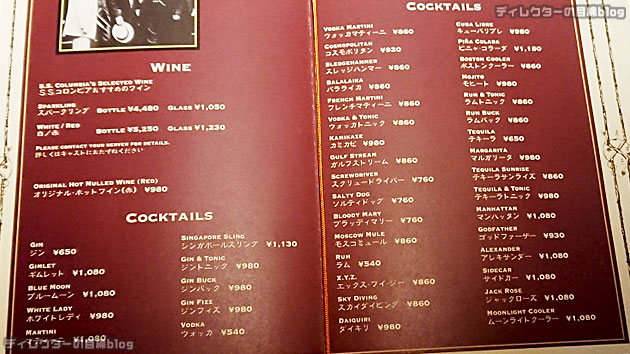 ディレクターの目線blog
WINE
S.S. COLUMBIA'S SELECTED WINE
S.S.コロンビアおすすめのワイン
SPARKLING
スパークリング BOTTLE ¥4,480 GLASS ¥1,050
WHITE / RED
白／赤 BOTTLE ¥5,250 GLASS ¥1,230
PLEASE CONTACT YOUR SERVER FOR DETAILS.
詳しくはキャストにおたずねください
ORIGINAL HOT MULLED WINE (RED)
オリジナル・ホットワイン(赤) ¥980
COCKTAILS
GIN
ジン ¥650
GIMLET
ギムレット ¥1,080
BLUE MOON
ブルームーン ¥1,080
WHITE LADY
ホワイトレディ ¥980
MARTINI
¥1,080
SINGAPORE SLING
シンガポールスリング ¥1,130
GIN & TONIC
ジントニック ¥980
GIN BUCK
ジンバック ¥980
GIN FIZZ
ジンフィズ ¥980
VODKA
ウォッカ ¥540
COCKTAILS
VODKA MARTINI
ウォッカマティーニ ¥860
COSMOPOLITAN
コスモポリタン ¥930
SLEDGEHAMMER
スレッジハンマー ¥860
BALALAIKA
バラライカ ¥860
FRENCH MARTINI
フレンチマティーニ ¥860
VODKA & TONIC
ウォッカトニック ¥860
KAMIKAZE
カミカゼ ¥980
GULF STREAM
ガルフストリーム ¥860
SCREWDRIVER
スクリュードライバー ¥760
SALTY DOG
ソルティドッグ ¥760
BLOODY MARY
ブラッディマリー ¥760
MOSCOW MULE
モスコミュール ¥860
RUM
ラム ¥540
X.Y.Z.
エックス・ワイ・ジー ¥860
SKY DIVING
スカイダイビング ¥860
DAIQUIRI
ダイキリ ¥980
CUBA LIBRE
キューバリブレ ¥980
PIÑA COLADA
ピニャ・コラーダ ¥1,180
BOSTON COOLER
ボストンクーラー ¥860
MOJITO
モヒート ¥980
RUM & TONIC
ラムトニック ¥860
RUM BUCK
ラムバック ¥860
TEQUILA
テキーラ ¥650
MARGARITA
マルガリータ ¥980
TEQUILA SUNRISE
テキーラサンライズ ¥860
TEQUILA & TONIC
テキーラトニック ¥980
MANHATTAN
マンハッタン ¥1,080
GODFATHER
ゴッドファーザー ¥930
ALEXANDER
アレキサンダー ¥1,080
SIDECAR
サイドカー ¥1,080
JACK ROSE
ジャックローズ ¥1,080
MOONLIGHT COOLER
ムーンライトクーラー ¥1,080
ディレクターの目線blog